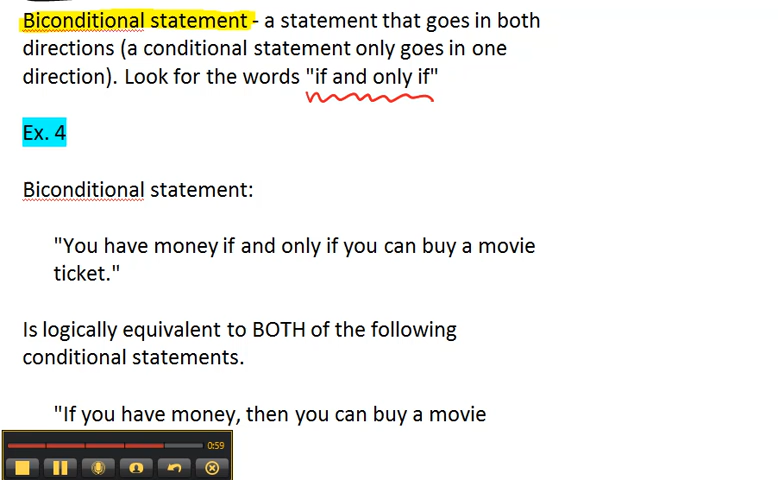 Biconditional statement - a statement that goes in both
directions (a conditional statement only goes in one
direction). Look for the words "if and only if"
Ex. 4
Biconditional statement:
"You have money if and only if you can buy a movie
ticket."
Is logically equivalent to BOTH of the following
conditional statements.
"If you have money, then you can buy a movie
0:59